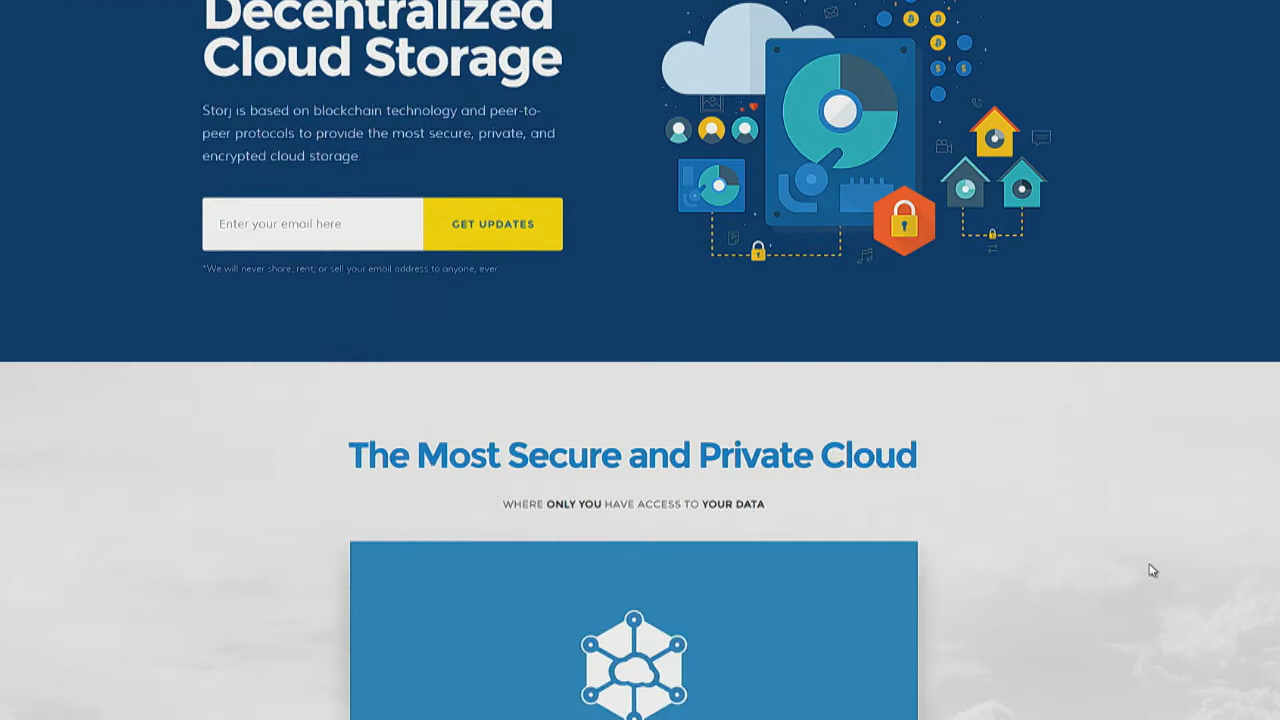 Decentralized
Cloud Storage
Storj is based on blockchain technology and peer-to-
peer protocols to provide the most secure, private, and
encrypted cloud storage.
Enter your email here
GET UPDATES
*We will never share, rent, or sell your email address to anyone, ever.
The Most Secure and Private Cloud
WHERE ONLY YOU HAVE ACCESS TO YOUR DATA